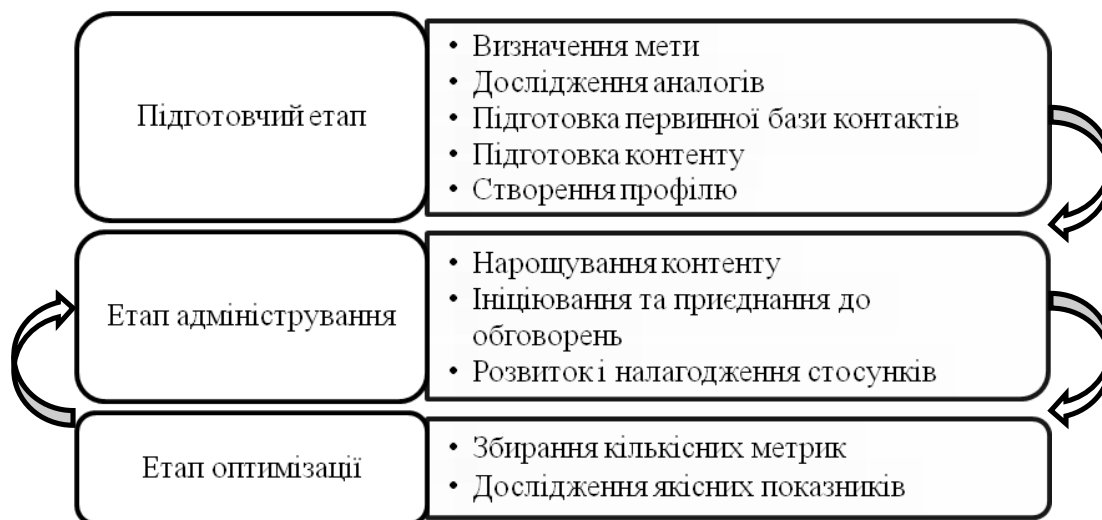 Підготовчий етап
• Визначення мети
• Дослідження аналогів
• Підготовка первинної бази контактів
• Підготовка контенту
• Створення профілю
Етап адміністрування
• Нарощування контенту
• Ініціювання та приєднання до
обговорень
• Розвиток і налагодження стосунків
Етап оптимізації
• Збирання кількісних метрик
• Дослідження якісних показників